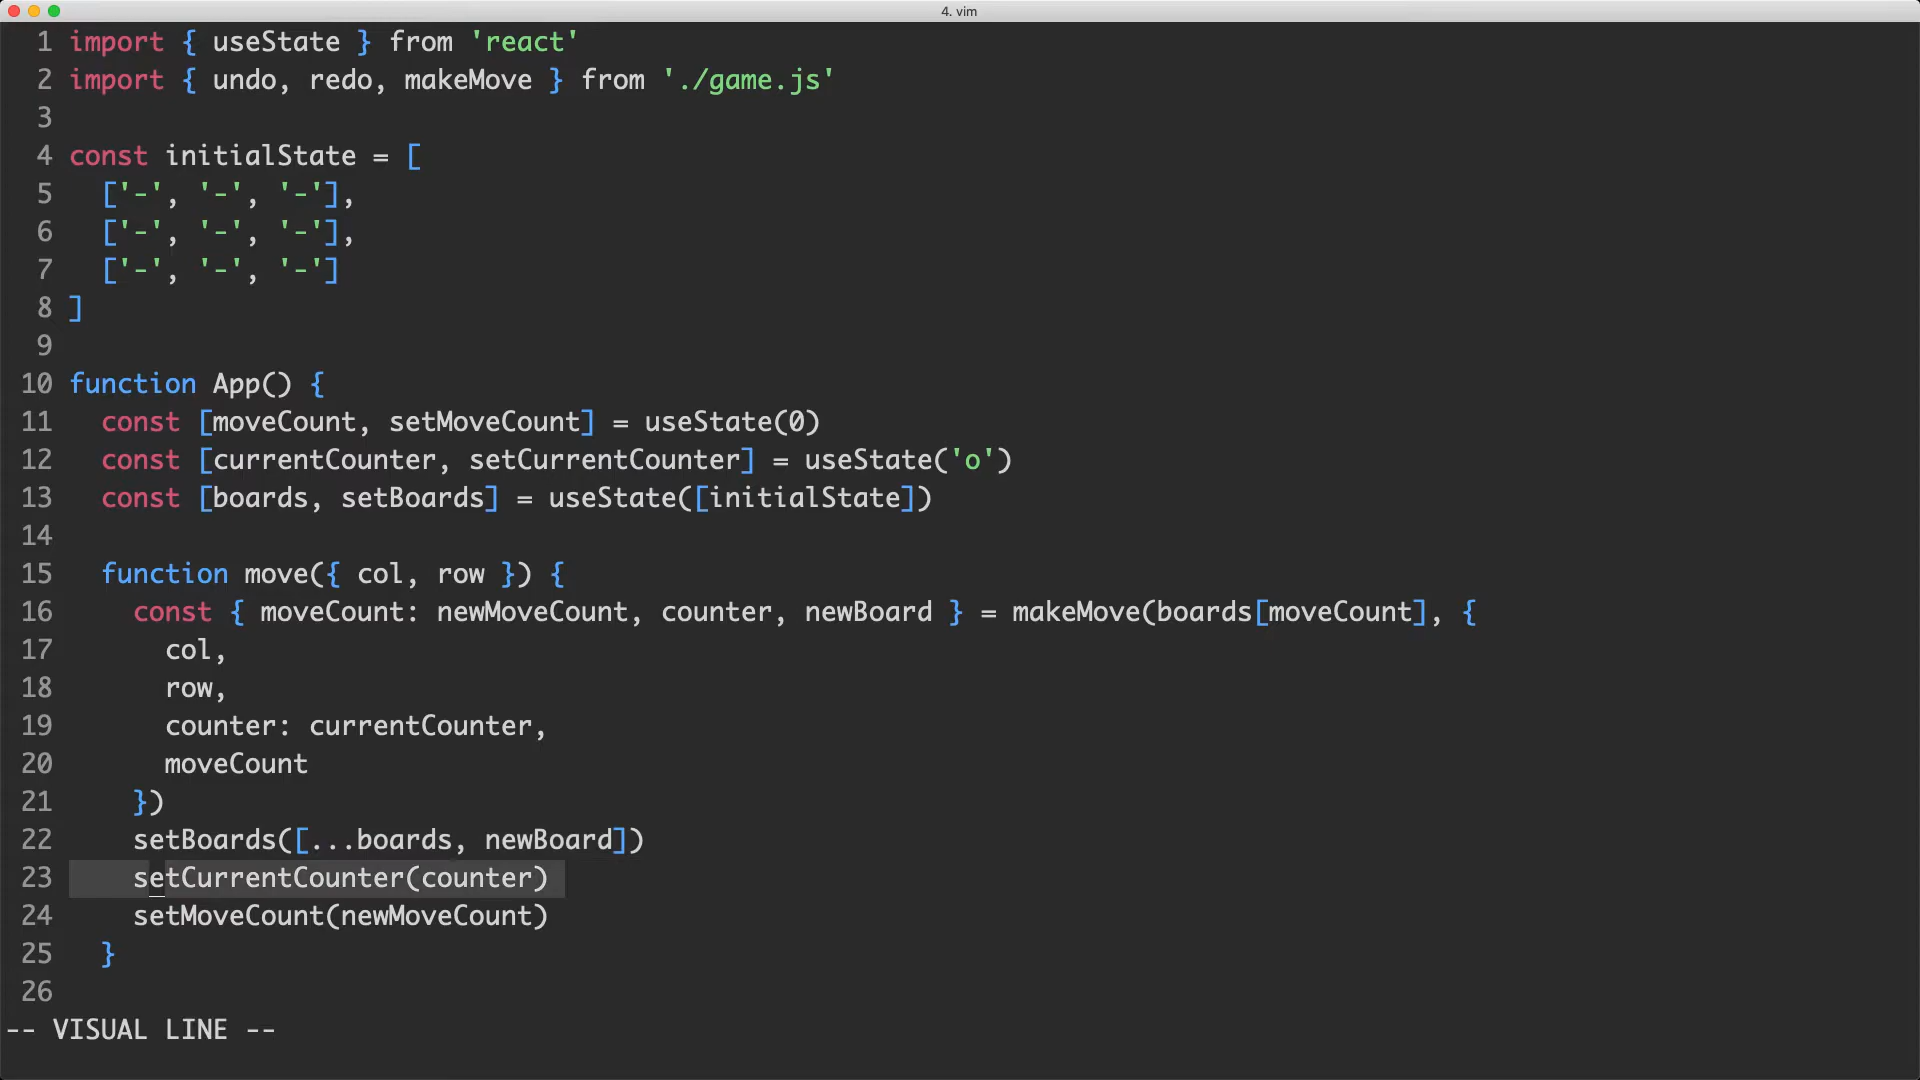 4. vim
1 import { useState } from 'react'
2 import { undo, redo, makeMove } from './game.js'
3
4 const initialState = [
5   ['-', '-', '-'],
6   ['-', '-', '-'],
7   ['-', '-', '-']
8 ]
9
10 function App() {
11   const [moveCount, setMoveCount] = useState(0)
12   const [currentCounter, setCurrentCounter] = useState('o')
13   const [boards, setBoards] = useState([initialState])
14
15   function move({ col, row }) {
16     const { moveCount: newMoveCount, counter, newBoard } = makeMove(boards[moveCount], {
17       col,
18       row,
19       counter: currentCounter,
20       moveCount
21     })
22     setBoards([...boards, newBoard])
23     setCurrentCounter(counter)
24     setMoveCount(newMoveCount)
25   }
26
-- VISUAL LINE --